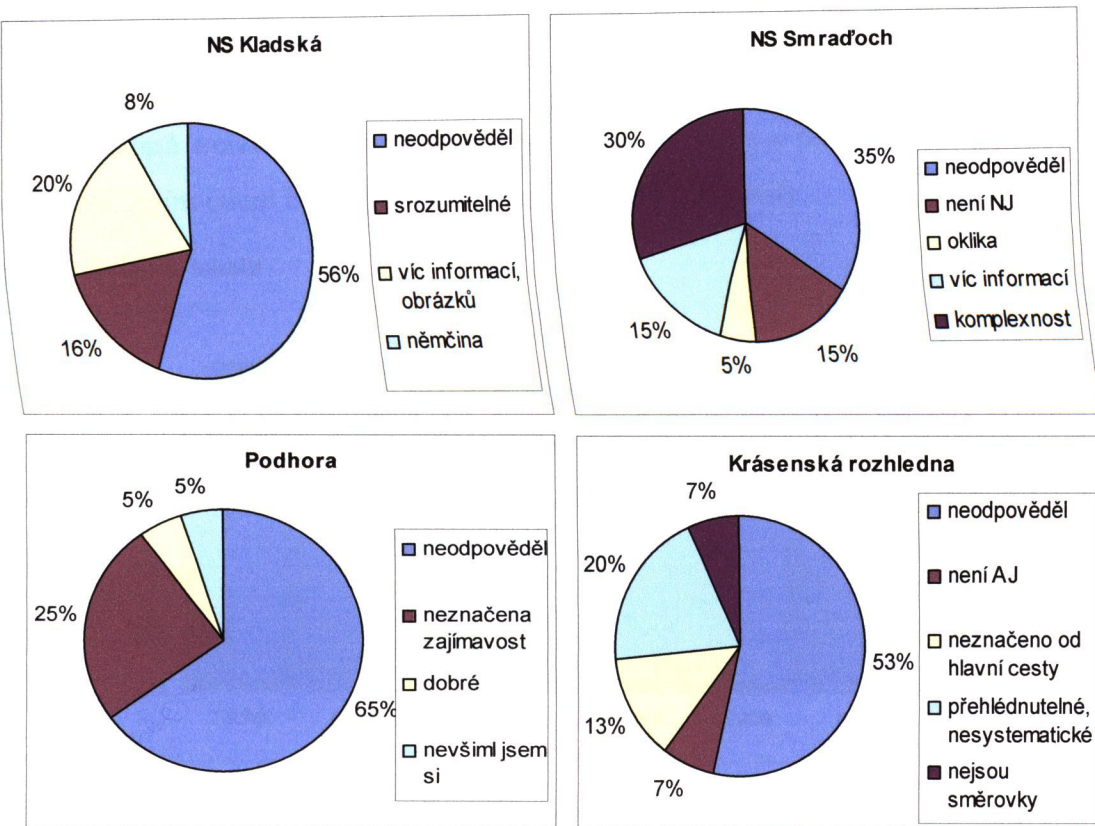 NS Kladská
8%
20%
16%
56%
neodpověděl
srozumitelné
víc informací,
obrázků
němčina
NS Smraďoch
30%
35%
15%
5%
15%
neodpověděl
není NJ
oklika
víc informací
komplexnost
Podhora
5%
5%
25%
65%
neodpověděl
neznačena
zajímavost
dobré
nevšiml jsem
si
Krásenská rozhledna
7%
20%
53%
13%
7%
neodpověděl
není AJ
neznačeno od
hlavní cesty
přehlédnutelné,
nesystematické
nejsou
směrovky